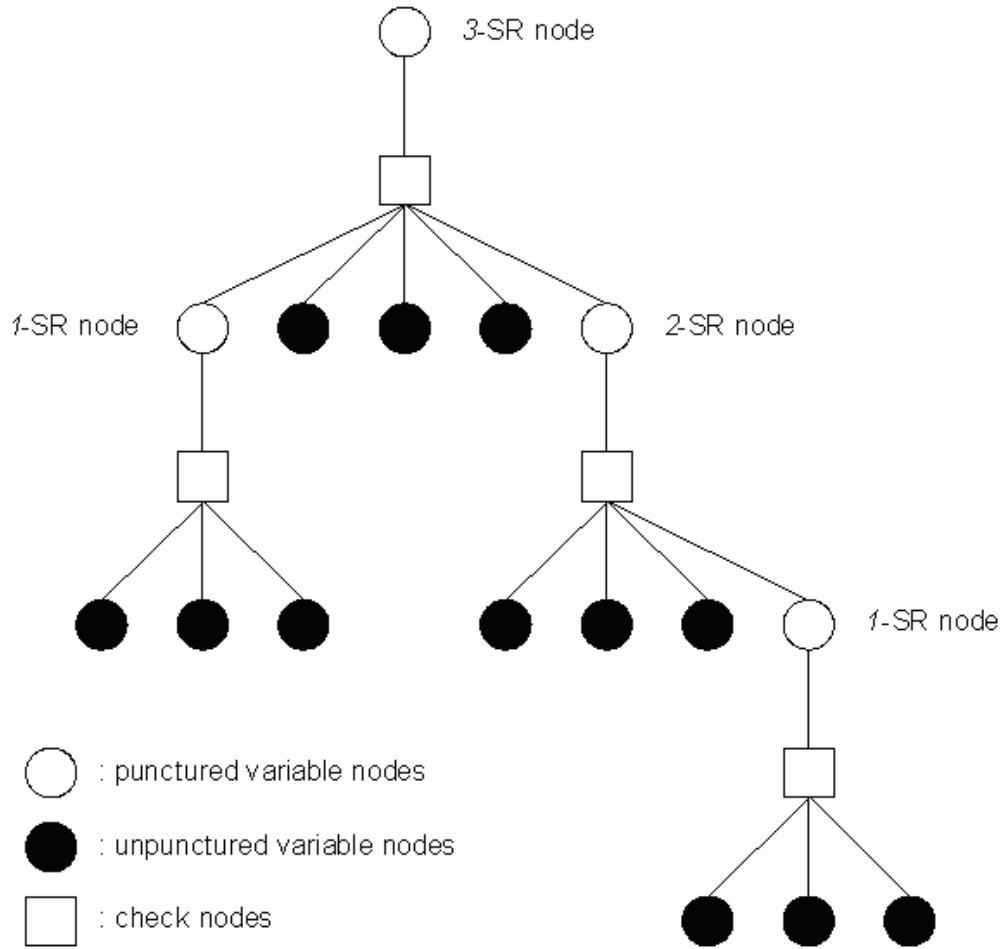 3-SR node
1-SR node
2-SR node
1-SR node
: punctured variable nodes
: unpunctured variable nodes
: check nodes